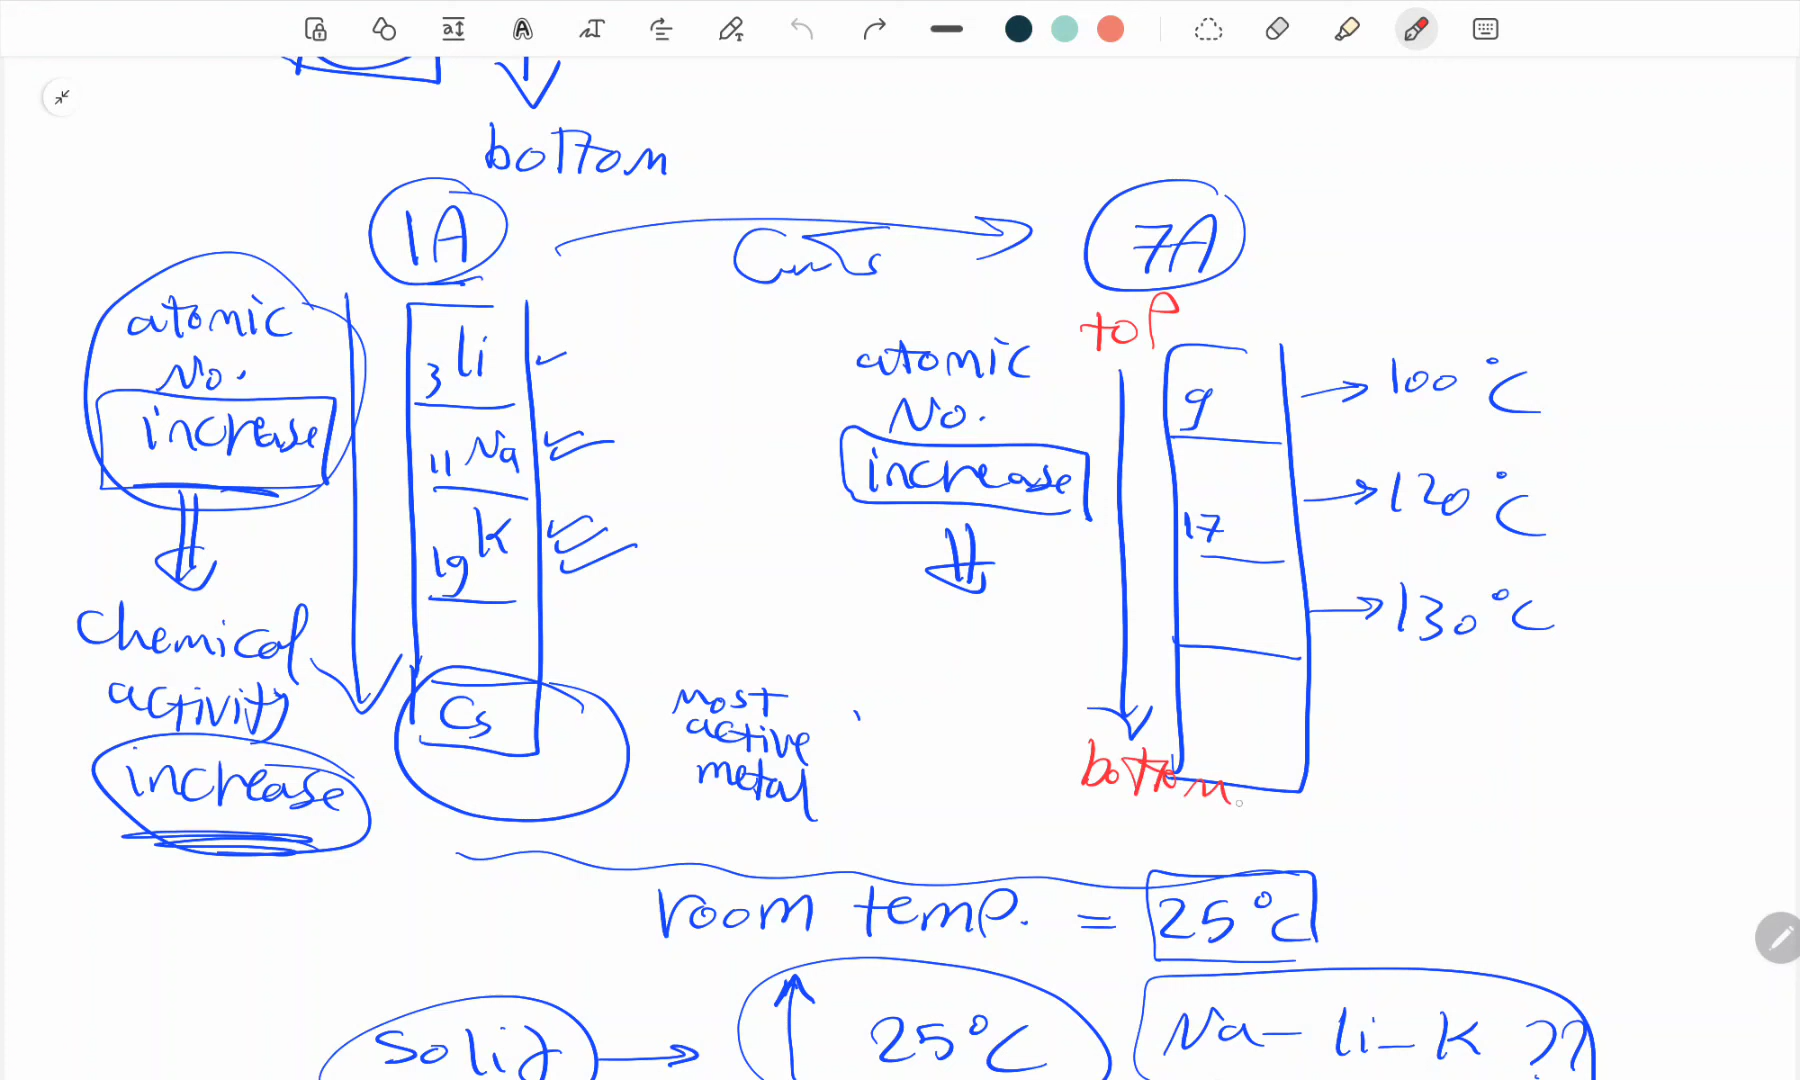 bottom
1A
7A
top
atomic
No.
increase
chemical
activity
increase
3 li
11 Na
19 K
Cs
most
active
metal
atomic
No.
increase
9
17
bottom
100 °C
120 °C
130 °C
room temp. = 25°C
Solid
25°C
Na - li - K ??